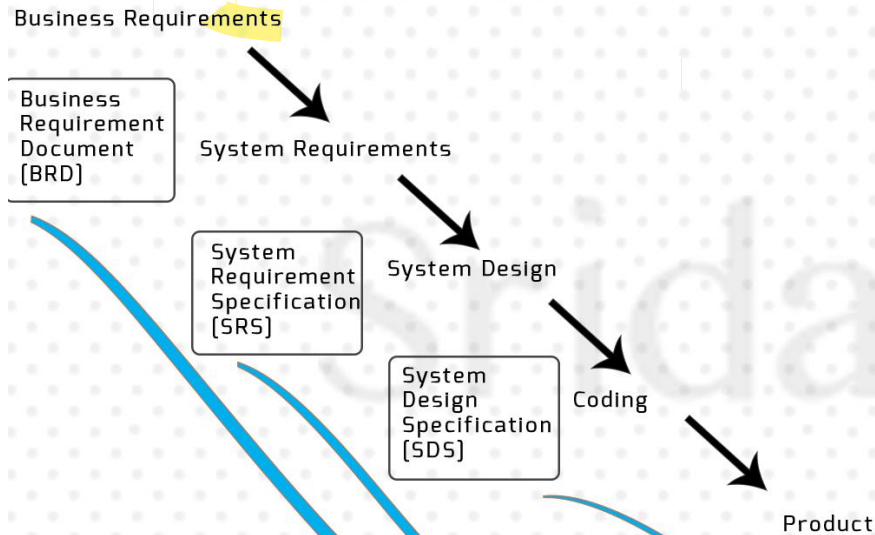 Business Requirements
Business
Requirement
Document
(BRD)
System Requirements
System
Requirement
Specification
(SRS)
System Design
System
Design
Specification
(SDS)
Coding
Product
Srida